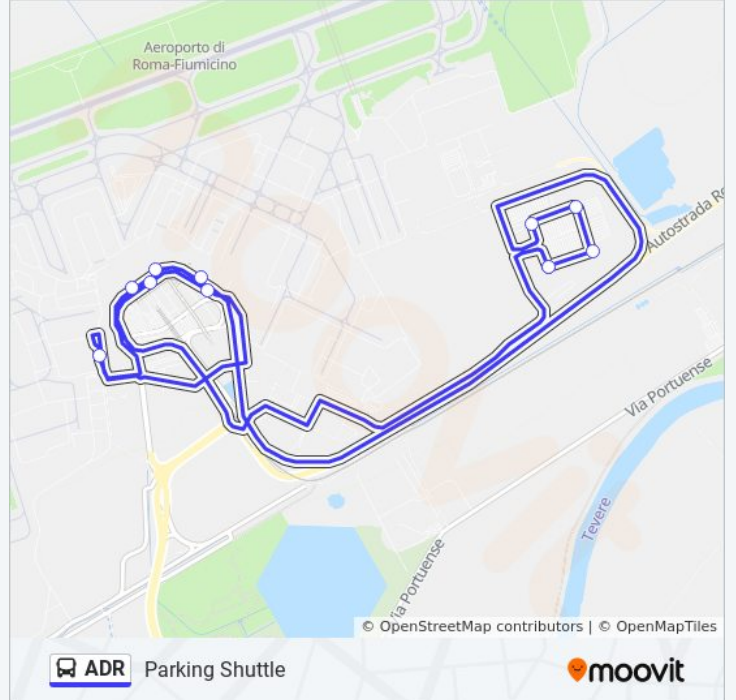 Aeroporto di
Roma-Fiumicino
Autostrada Ro
Via Portuense
Tevere
Via Portuense
© OpenStreetMap contributors | © OpenMapTiles
ADR Parking Shuttle
moovit